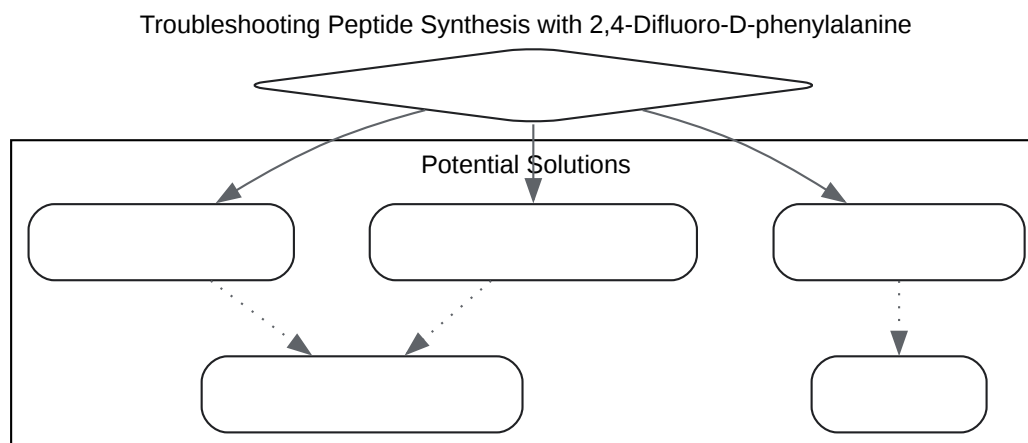 Troubleshooting Peptide Synthesis with 2,4-Difluoro-D-phenylalanine
Potential Solutions